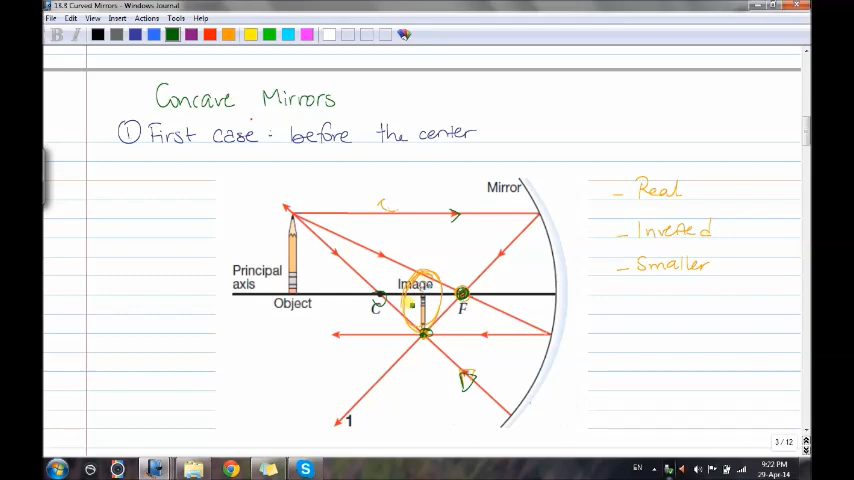 18.8 Curved Mirrors - Windows Journal
File Edit View Insert Actions Tools Help
Concave Mirrors
① First case : before the center
Mirror
- Real
- Inverted
- Smaller
Principal
axis
Image
Object
C
F
1
3 / 12
EN
9:22 PM
29-Apr-14